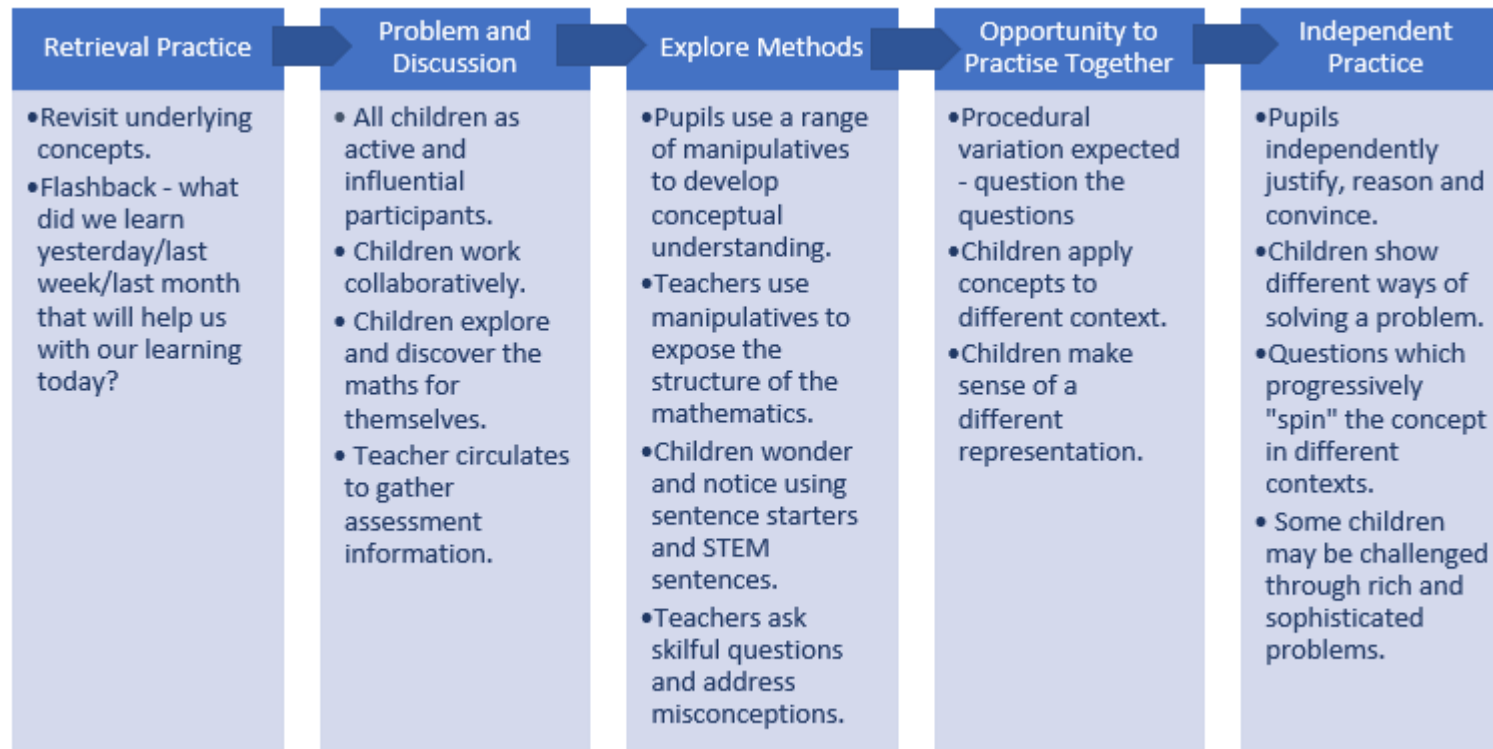 Retrieval Practice
•Revisit underlying
concepts.
•Flashback - what
did we learn
yesterday/last
week/last month
that will help us
with our learning
today?
Problem and
Discussion
• All children as
active and
influential
participants.
• Children work
collaboratively.
• Children explore
and discover the
maths for
themselves.
• Teacher circulates
to gather
assessment
information.
Explore Methods
•Pupils use a range
of manipulatives
to develop
conceptual
understanding.
•Teachers use
manipulatives to
expose the
structure of the
mathematics.
•Children wonder
and notice using
sentence starters
and STEM
sentences.
•Teachers ask
skilful questions
and address
misconceptions.
Opportunity to
Practise Together
•Procedural
variation expected
- question the
questions
•Children apply
concepts to
different context.
•Children make
sense of a
different
representation.
Independent
Practice
•Pupils
independently
justify, reason and
convince.
•Children show
different ways of
solving a problem.
•Questions which
progressively
"spin" the concept
in different
contexts.
• Some children
may be challenged
through rich and
sophisticated
problems.